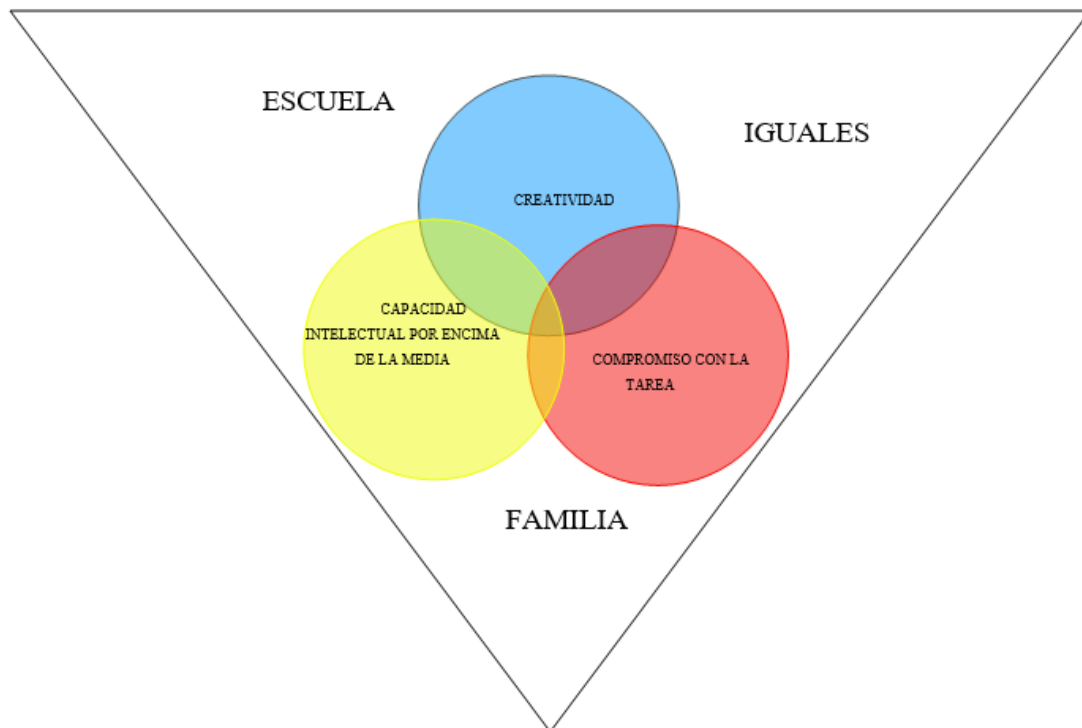 ESCUELA
IGUALES
CREATIVIDAD
CAPACIDAD
INTELECTUAL POR ENCIMA
DE LA MEDIA
COMPROMISO CON LA
TAREA
FAMILIA